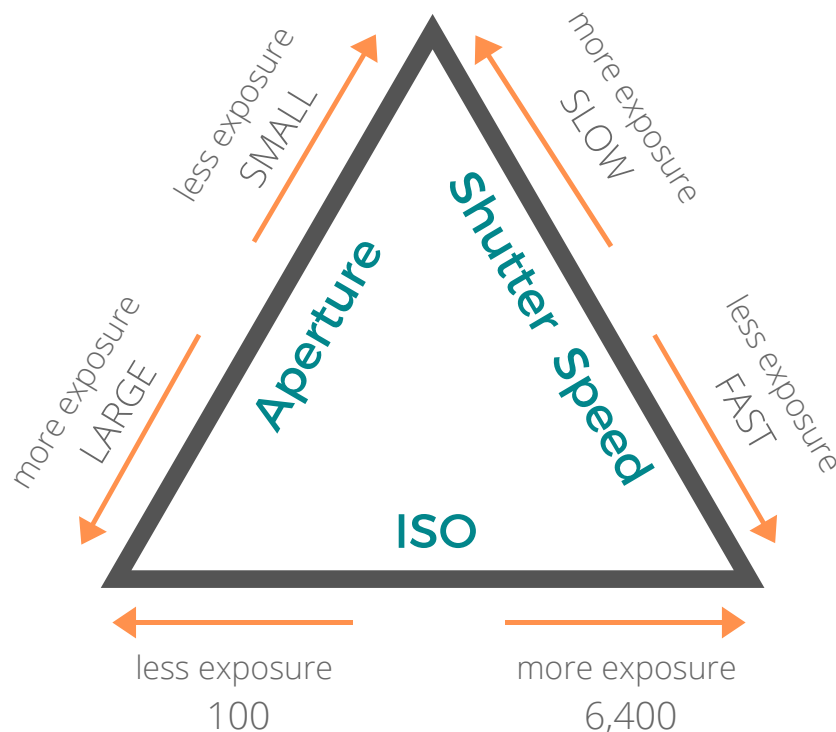 less exposure
SMALL
more exposure
SLOW
Aperture
Shutter Speed
more exposure
LARGE
less exposure
FAST
ISO
less exposure
100
more exposure
6,400